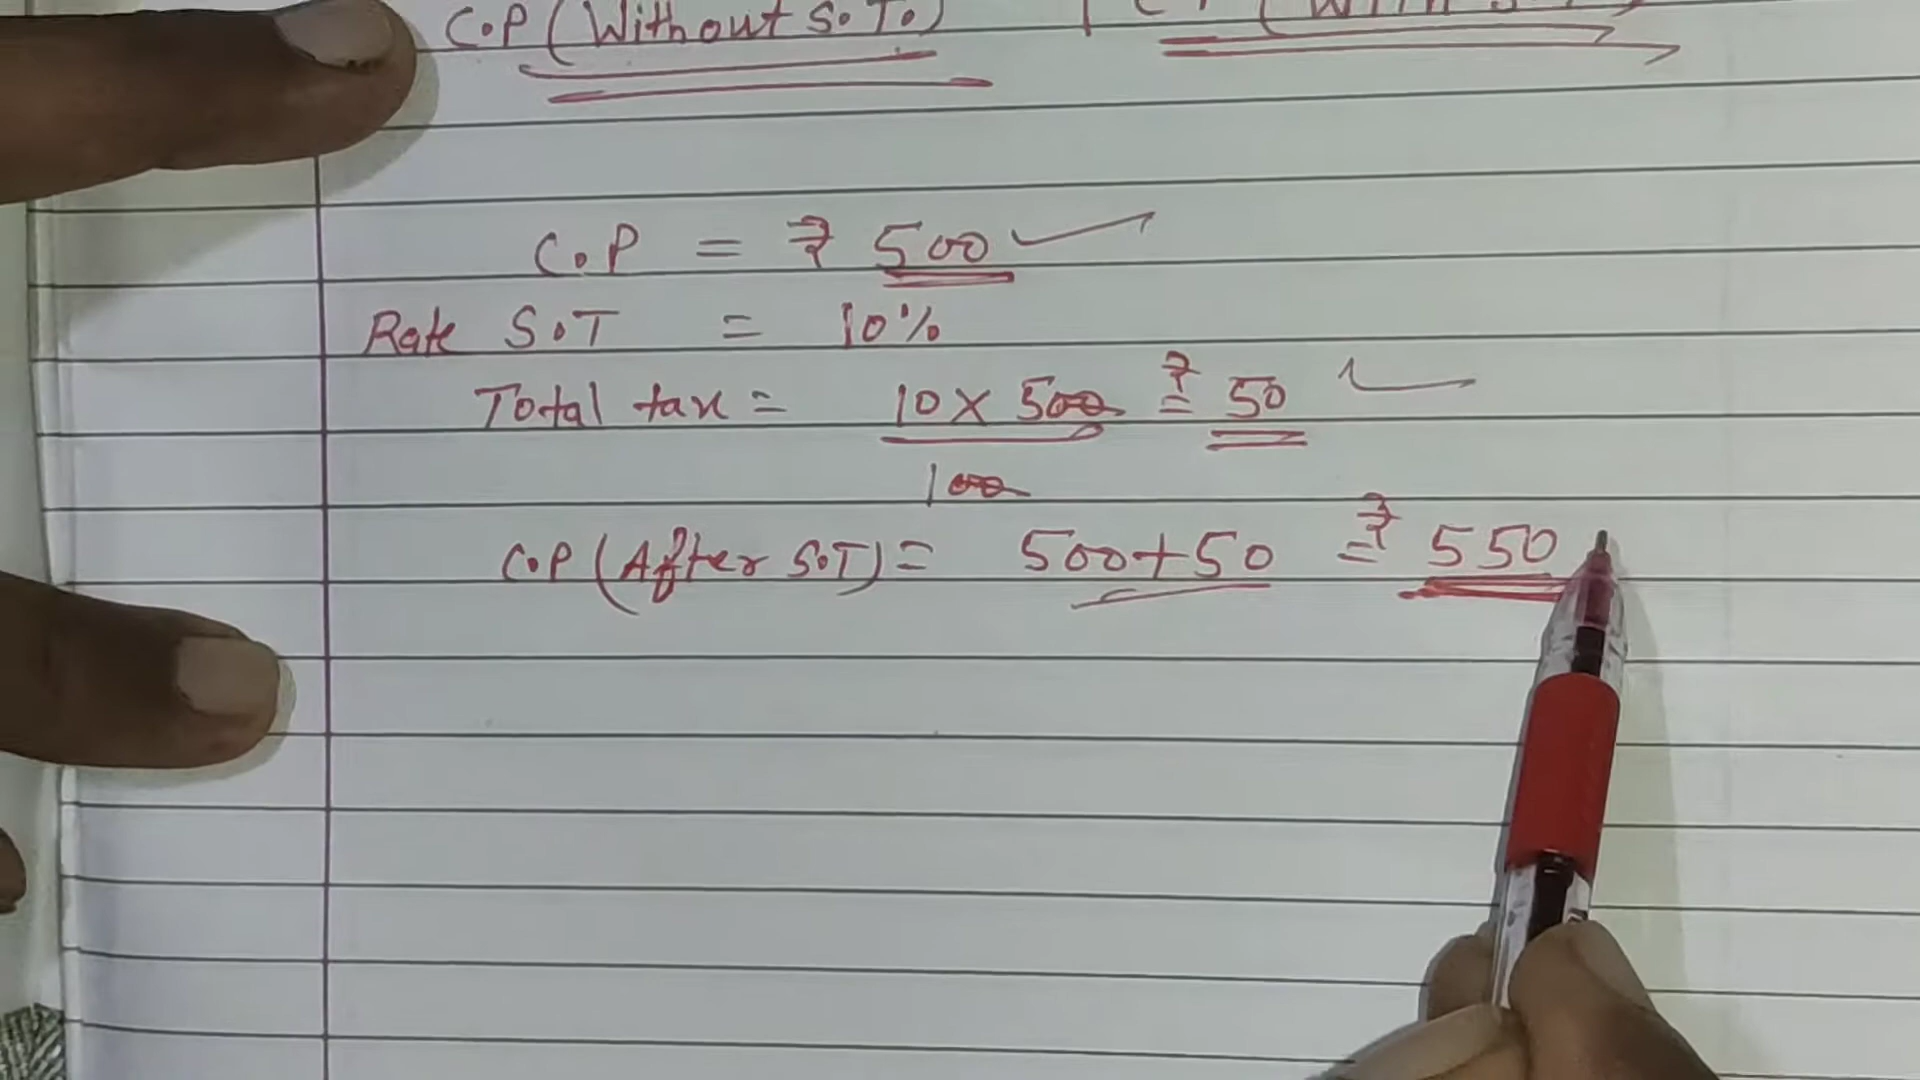 C.P (Without S.T.)
C.P = ₹ 500
Rate S.T = 10%
Total tax = 10 x 500 = ₹ 50
100
C.P (After S.T) = 500+50 = ₹ 550